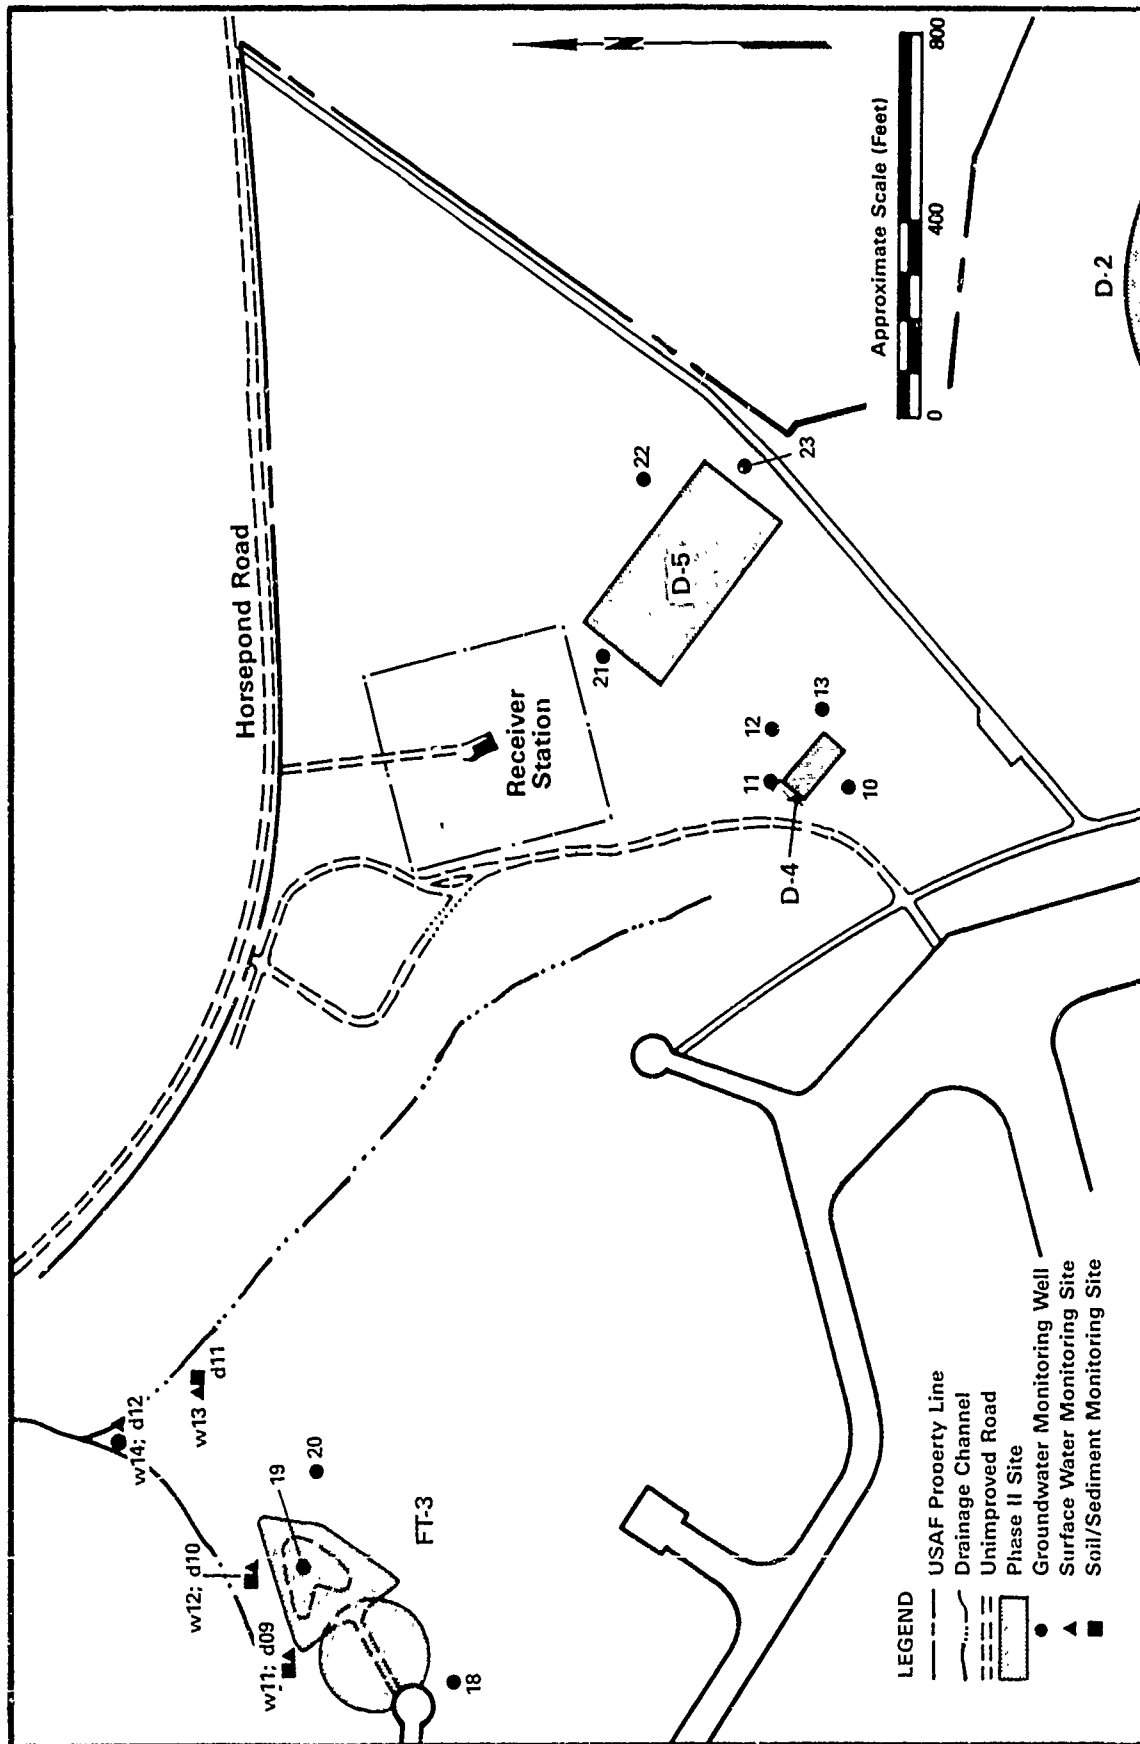 Horsepond Road
N
Receiver
Station
D-5
22
21
23
12
13
11
10
D-4
D-2
Approximate Scale (Feet)
0
400
800
w14; d12
w13
d11
w12; d10
w11; d09
19
20
18
FT-3
LEGEND
USAF Property Line
Drainage Channel
Unimproved Road
Phase II Site
Groundwater Monitoring Well
Surface Water Monitoring Site
Soil/Sediment Monitoring Site